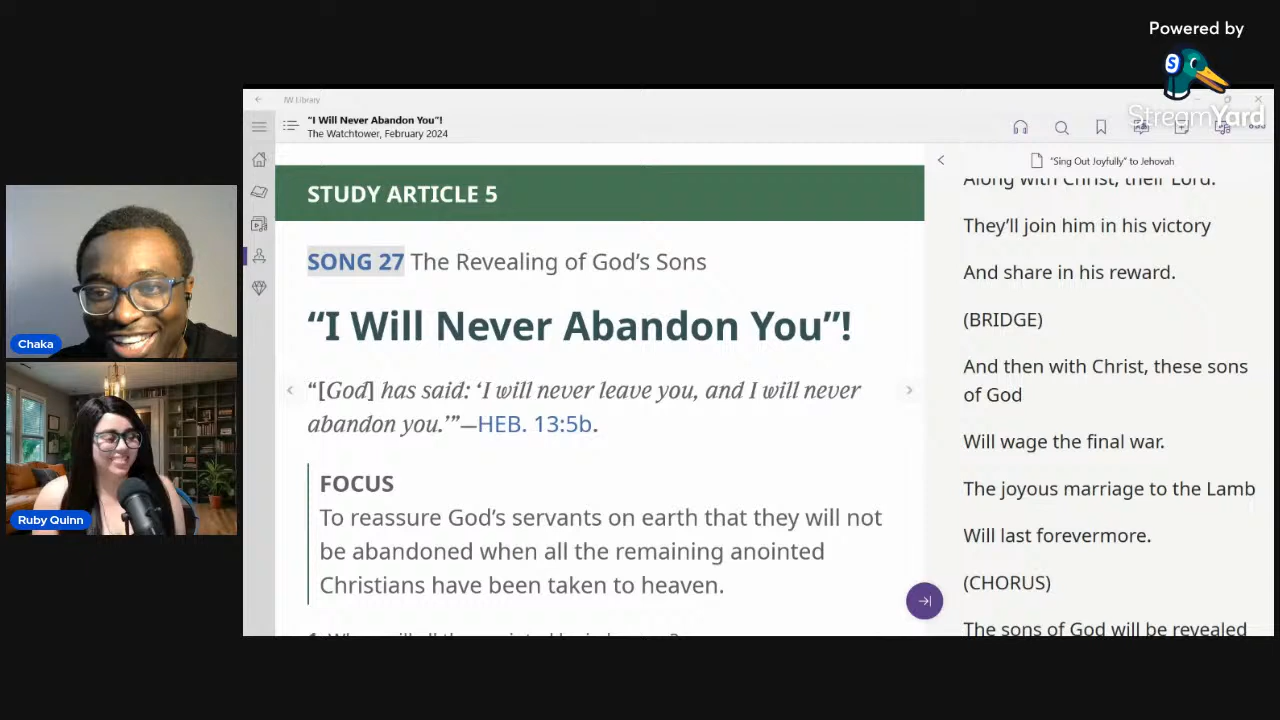 Powered by
S
StreamYard
JW Library
“I Will Never Abandon You”!
The Watchtower, February 2024
STUDY ARTICLE 5
SONG 27 The Revealing of God’s Sons
“I Will Never Abandon You”!
“[God] has said: ‘I will never leave you, and I will never
abandon you.’”—HEB. 13:5b.
FOCUS
To reassure God’s servants on earth that they will not
be abandoned when all the remaining anointed
Christians have been taken to heaven.
“Sing Out Joyfully” to Jehovah
Along with Christ, their Lord.
They’ll join him in his victory
And share in his reward.
(BRIDGE)
And then with Christ, these sons
of God
Will wage the final war.
The joyous marriage to the Lamb
Will last forevermore.
(CHORUS)
The sons of God will be revealed
Chaka
Ruby Quinn